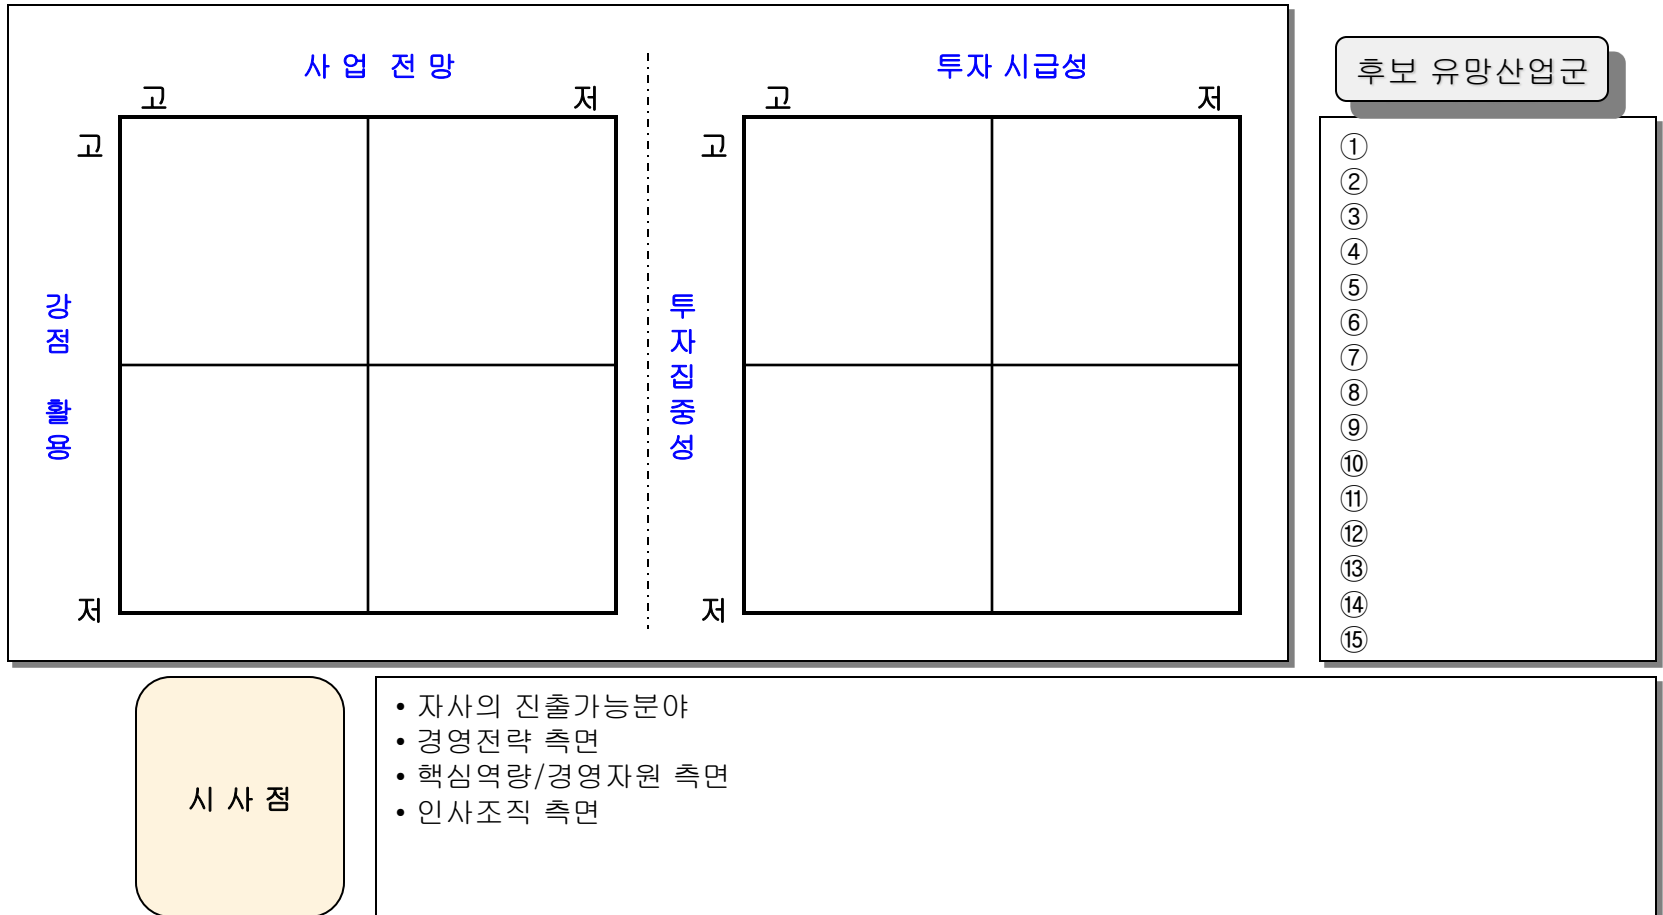 사 업 전 망
고 저
고
강
점
활
용
저
투자 시급성
고 저
고
투
자
집
중
성
저
후보 유망산업군
①
②
③
④
⑤
⑥
⑦
⑧
⑨
⑩
⑪
⑫
⑬
⑭
⑮
시 사 점
• 자사의 진출가능분야
• 경영전략 측면
• 핵심역량/경영자원 측면
• 인사조직 측면